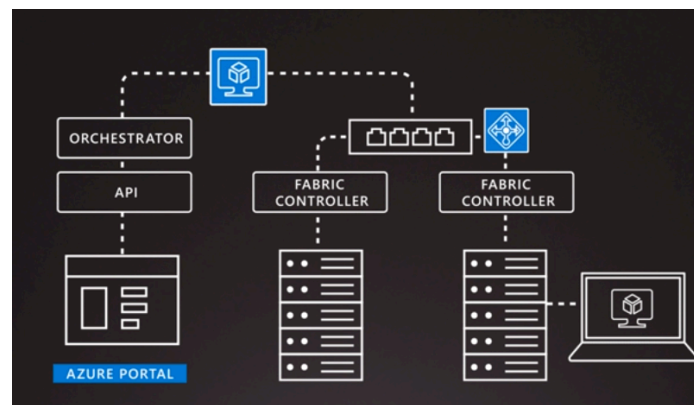 ORCHESTRATOR
API
FABRIC
CONTROLLER
FABRIC
CONTROLLER
AZURE PORTAL